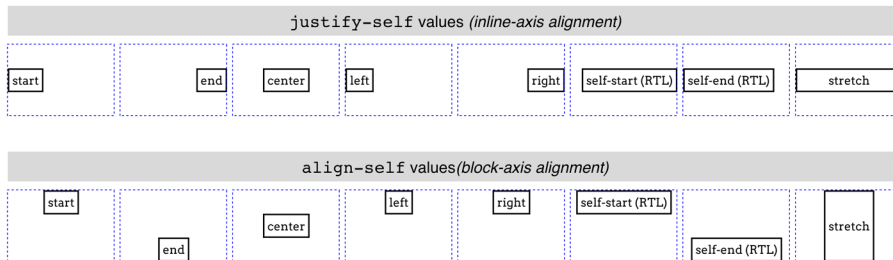 justify-self values (inline-axis alignment)
start end center left right self-start (RTL) self-end (RTL) stretch
align-self values(block-axis alignment)
start center left right self-start (RTL) stretch
end self-end (RTL)